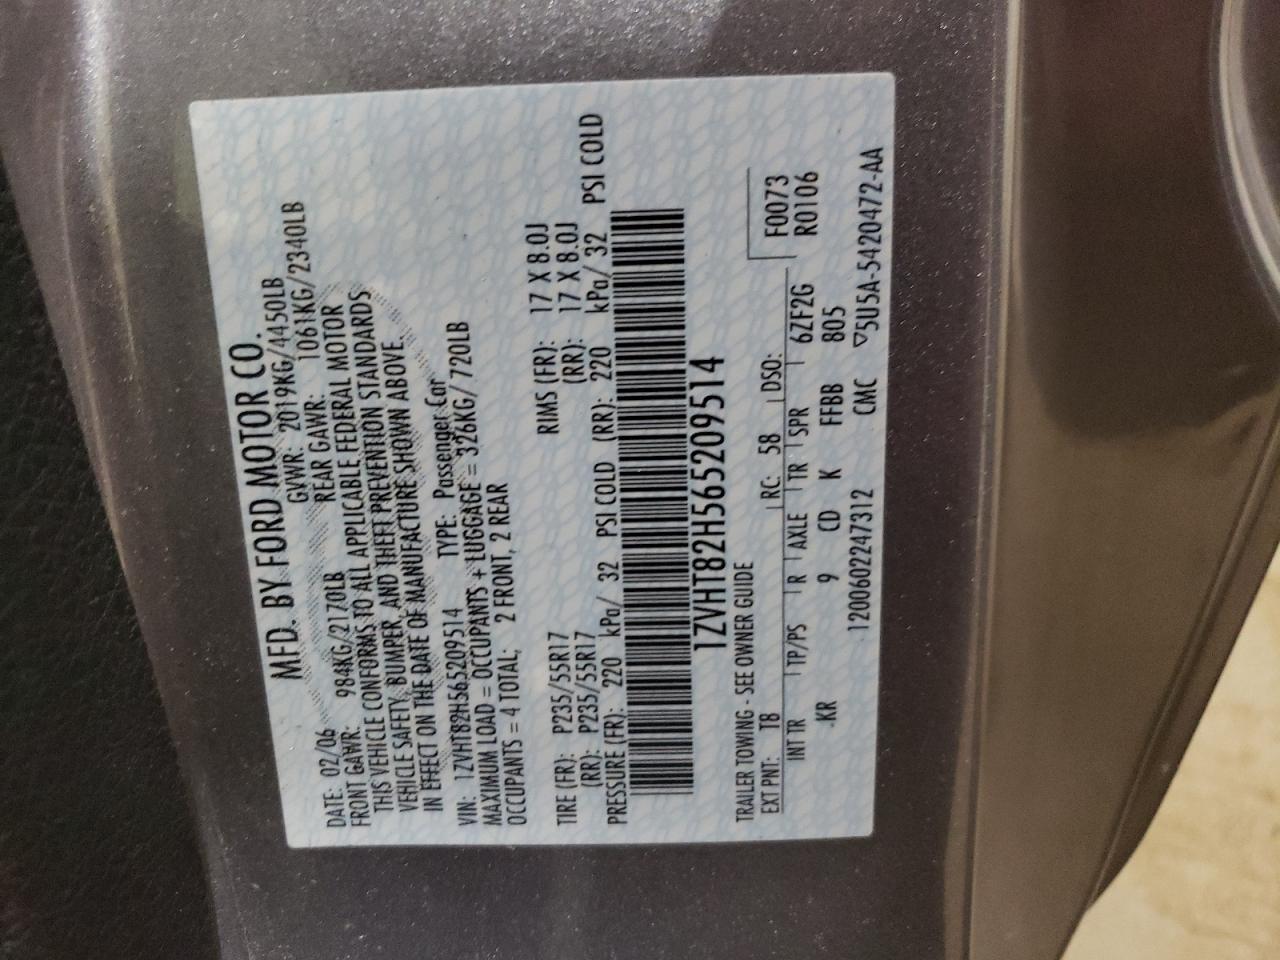 MFD. BY FORD MOTOR CO.
DATE: 02/06 GVWR: 2019KG/4450LB
FRONT GAWR: 984KG/2170LB REAR GAWR: 1061KG/2340LB
THIS VEHICLE CONFORMS TO ALL APPLICABLE FEDERAL MOTOR
VEHICLE SAFETY, BUMPER, AND THEFT PREVENTION STANDARDS
IN EFFECT ON THE DATE OF MANUFACTURE SHOWN ABOVE.
VIN: 1ZVHT82H565209514 TYPE: Passenger Car
MAXIMUM LOAD = OCCUPANTS + LUGGAGE = 326KG/720LB
OCCUPANTS = 4 TOTAL; 2 FRONT, 2 REAR
TIRE (FR): P235/55R17 RIMS (FR): 17 X 8.0J
(RR): P235/55R17 (RR): 17 X 8.0J
PRESSURE (FR): 220 kPa/ 32 PSI COLD (RR): 220 kPa/ 32 PSI COLD
1ZVHT82H565209514
TRAILER TOWING - SEE OWNER GUIDE
EXT PNT: T8 RC: 58 DSO: F0073
INT TR TP/PS R AXLE TR SPR 6ZF2G R0106
KR 9 CD K FFBB 805
1200602247312 CMC ▽5U5A-5420472-AA